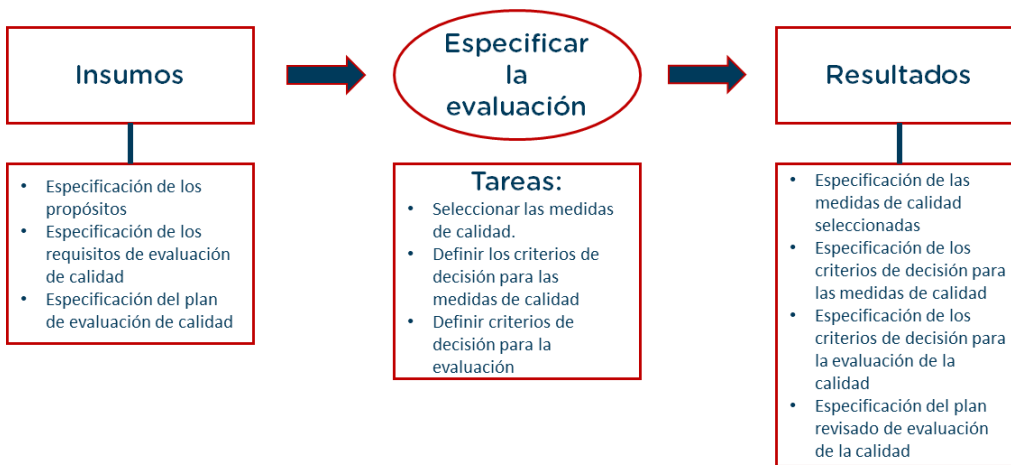 Insumos
Especificar
la
evaluación
Resultados
• Especificación de los
propósitos
• Especificación de los
requisitos de evaluación
de calidad
• Especificación del plan
de evaluación de calidad
Tareas:
• Seleccionar las medidas
de calidad.
• Definir los criterios de
decisión para las
medidas de calidad
• Definir criterios de
decisión para la
evaluación
• Especificación de las
medidas de calidad
seleccionadas
• Especificación de los
criterios de decisión para
las medidas de calidad
• Especificación de los
criterios de decisión para
la evaluación de la
calidad
• Especificación del plan
revisado de evaluación
de la calidad